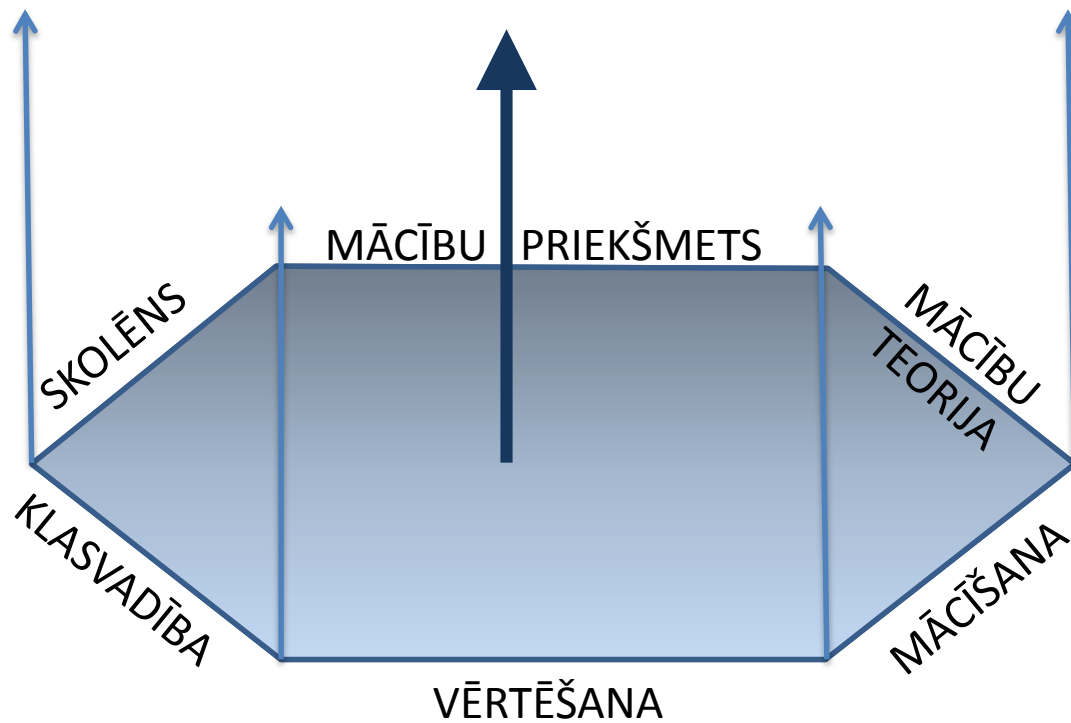 MĀCĪBU PRIEKŠMETS
SKOLĒNS
MĀCĪBU
TEORIJA
KLASVADĪBA
MĀCĪŠANA
VĒRTĒŠANA